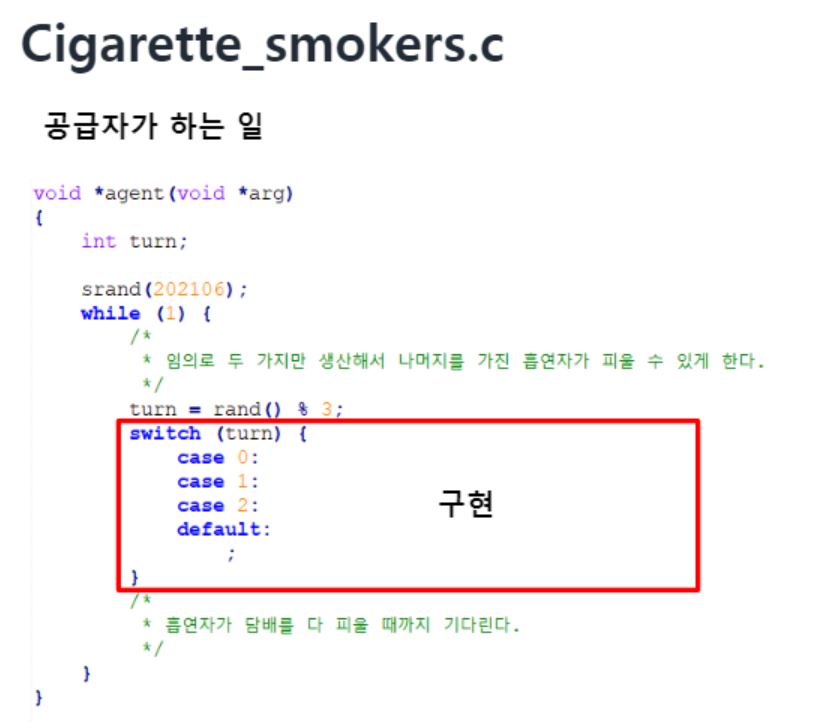 Cigarette_smokers.c
공급자가 하는 일
void *agent(void *arg)
{
    int turn;

    srand(202106);
    while (1) {
        /*
         * 임의로 두 가지만 생산해서 나머지를 가진 흡연자가 피울 수 있게 한다.
         */
        turn = rand() % 3;
        switch (turn) {
            case 0:
            case 1:
            case 2:
            default:
                ;
        }
구현
        /*
         * 흡연자가 담배를 다 피울 때까지 기다린다.
         */
    }
}